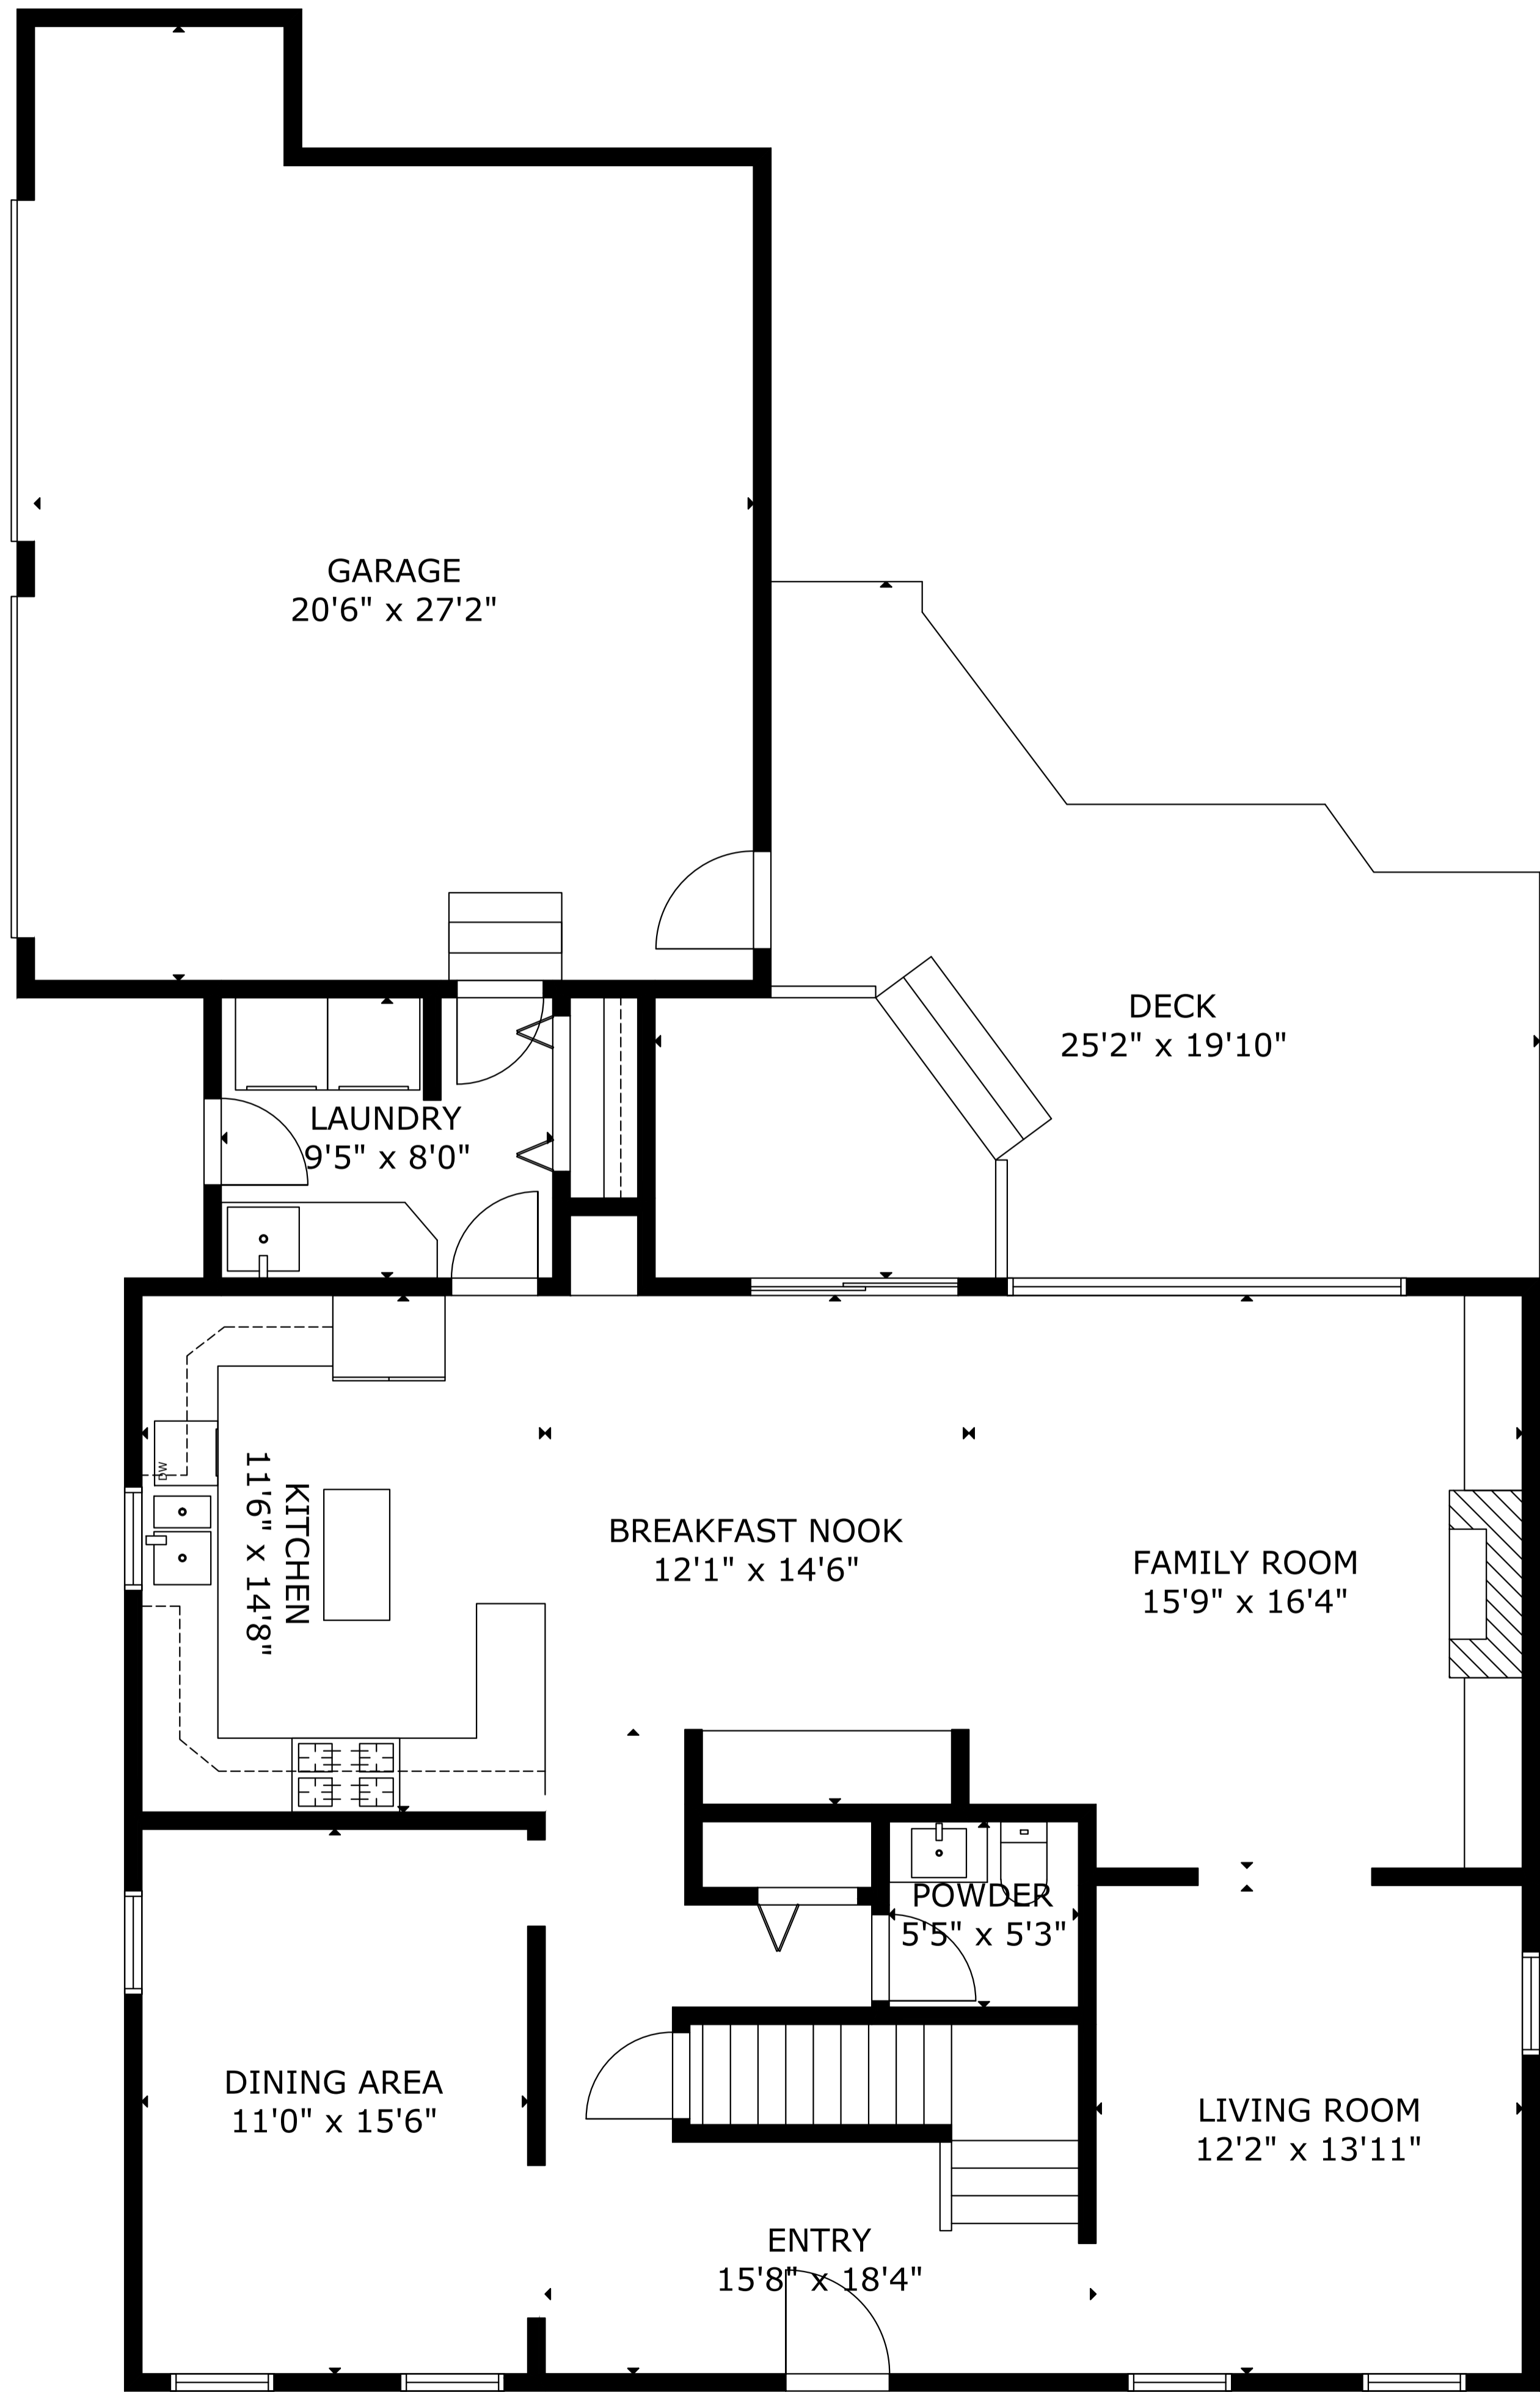 GARAGE
20'6" x 27'2"
DECK
25'2" x 19'10"
LAUNDRY
9'5" x 8'0"
DW
KITCHEN
11'6" x 14'8"
BREAKFAST NOOK
12'1" x 14'6"
FAMILY ROOM
15'9" x 16'4"
POWDER
5'5" x 5'3"
DINING AREA
11'0" x 15'6"
LIVING ROOM
12'2" x 13'11"
ENTRY
15'8" x 18'4"